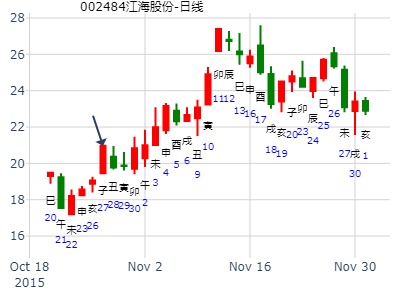 002484江海股份-日线
28
26
24
22
20
18
16
巳
20
午
21
未
22
申
23
亥
26
子
27
丑
28
寅
29
卯
30
午
2
未
3
申
4
酉
5
戌
6
丑
9
寅
10
卯
11
辰
12
巳
13
申
16
酉
17
戌
18
亥
19
子
20
卯
23
辰
24
巳
25
午
26
未
27
戌
30
亥
1
Oct 18
2015
Nov 2
Nov 16
Nov 30